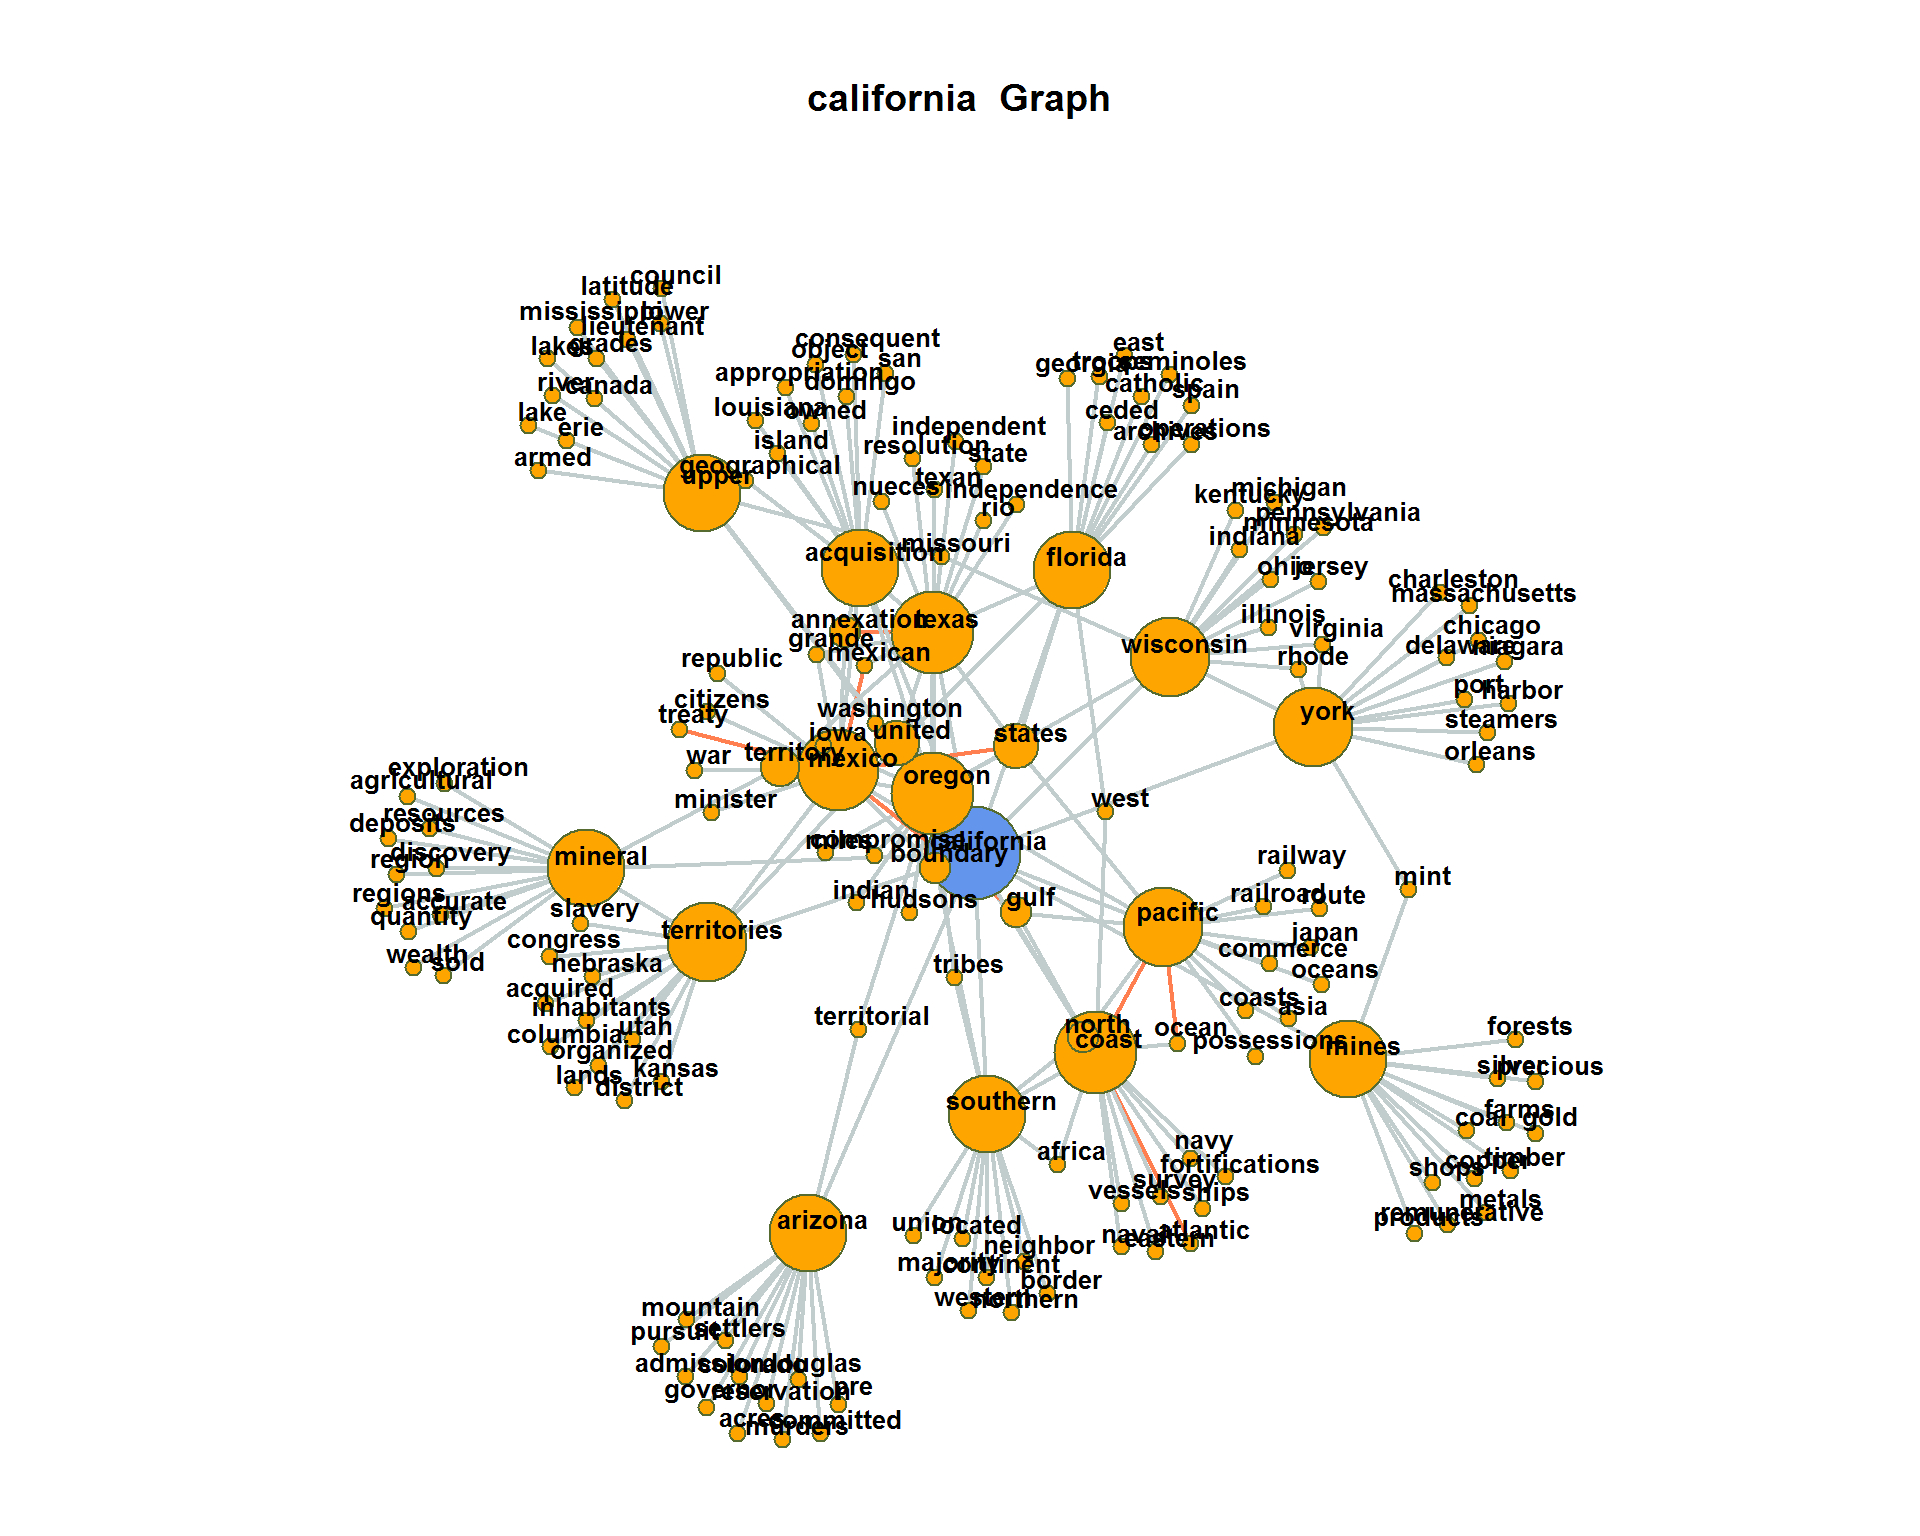 california  Graph
council
latitude
mississippi
lower
lieutenant
lakes
grades
river
canada
lake
erie
armed
geographical
upper
consequent
object
san
appropriation
domingo
louisiana
owned
island
independent
resolution
state
texan
nueces
independence
rio
missouri
acquisition
east
georgia
troops
seminoles
catholic
spain
ceded
archives
operations
florida
michigan
kentucky
pennsylvania
minnesota
indiana
ohio
jersey
illinois
virginia
rhode
wisconsin
charleston
massachusetts
chicago
delaware
niagara
port
harbor
steamers
orleans
york
annexation
texas
grande
mexican
republic
citizens
treaty
washington
iowa
united
states
war
territory
mexico
oregon
minister
west
exploration
agricultural
resources
deposits
discovery
region
mineral
regions
accurate
quantity
wealth
sold
slavery
compromise
miles
california
boundary
indian
hudsons
gulf
territories
congress
nebraska
acquired
inhabitants
columbia
utah
organized
lands
kansas
district
railway
mint
railroad
route
pacific
japan
commerce
oceans
coasts
asia
tribes
territorial
north
ocean
coast
possessions
mines
forests
silver
precious
farms
coal
gold
copper
timber
shops
metals
remunerative
products
southern
africa
navy
fortifications
survey
vessels
ships
naval
atlantic
eastern
union
located
neighbor
majority
continent
border
western
northern
arizona
mountain
pursuit
settlers
admission
colorado
douglas
governor
reservation
pre
acres
committed
murders